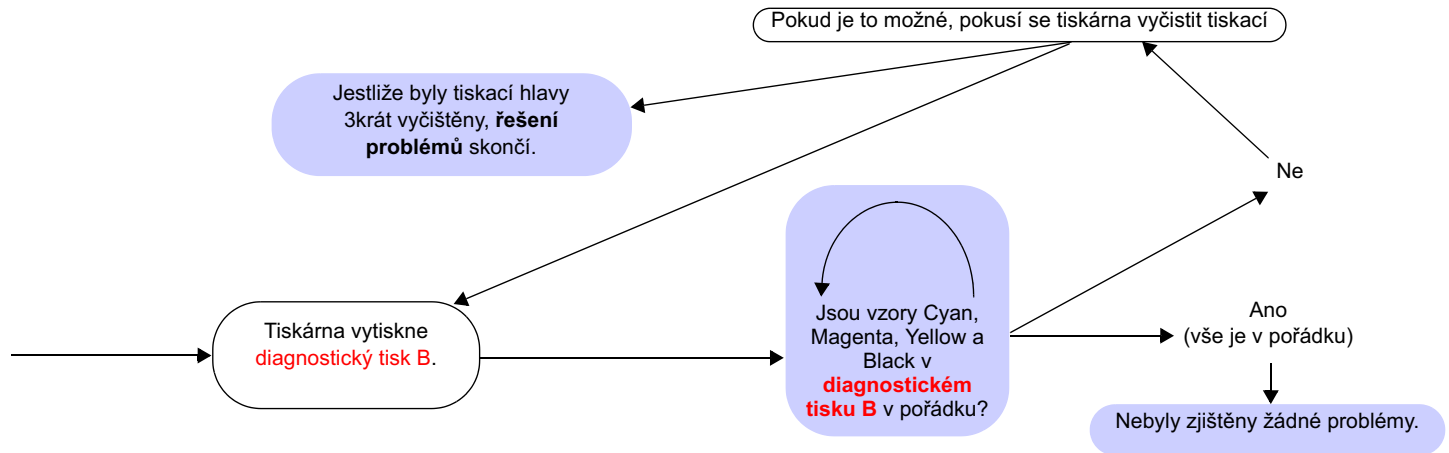 Pokud je to možné, pokusí se tiskárna vyčistit tiskací
Jestliže byly tiskací hlavy
3krát vyčištěny, řešení
problémů skončí.
Ne
Tiskárna vytiskne
diagnostický tisk B.
Jsou vzory Cyan,
Magenta, Yellow a
Black v
diagnostickém
tisku B v pořádku?
Ano
(vše je v pořádku)
Nebyly zjištěny žádné problémy.